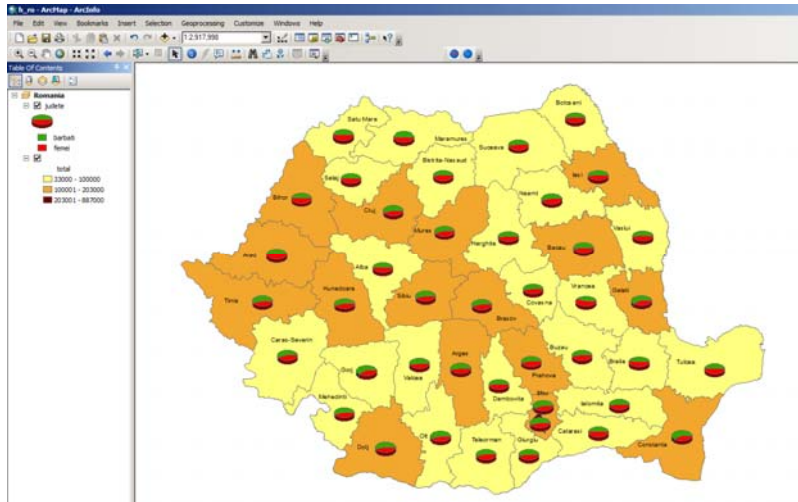 h_ro - ArcMap - ArcInfo
File Edit View Bookmarks Insert Selection Geoprocessing Customize Windows Help
1:2,917,998
Table Of Contents
Romania
judete
barbati
femei
total
33000 - 100000
100001 - 203000
203001 - 887000
Botosani
Satu Mare
Maramures
Suceava
Bistrita-Nasaud
Iasi
Salaj
Neamt
Bihor
Cluj
Mures
Vaslui
Harghita
Bacau
Arad
Alba
Hunedoara
Timis
Sibiu
Covasna
Vrancea
Galati
Brasov
Caras-Severin
Buzau
Arges
Gorj
Valcea
Prahova
Braila
Tulcea
Dambovita
Ilfov
Mehedinti
Ialomita
Olt
Teleorman
Giurgiu
Calarasi
Dolj
Constanta